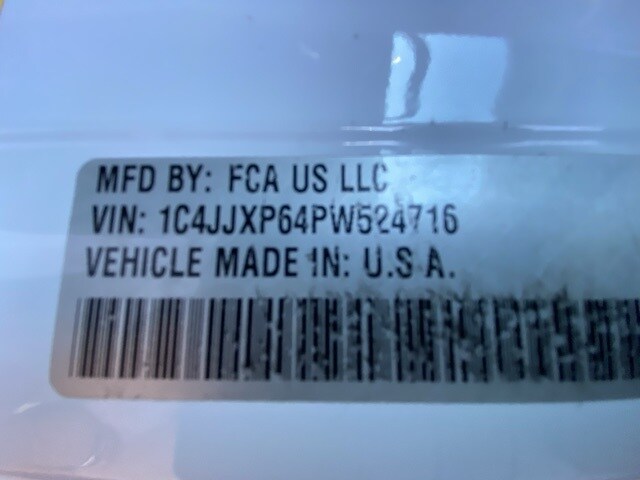 MFD BY: FCA US LLC
VIN: 1C4JJXP64PW524716
VEHICLE MADE IN: U.S.A.